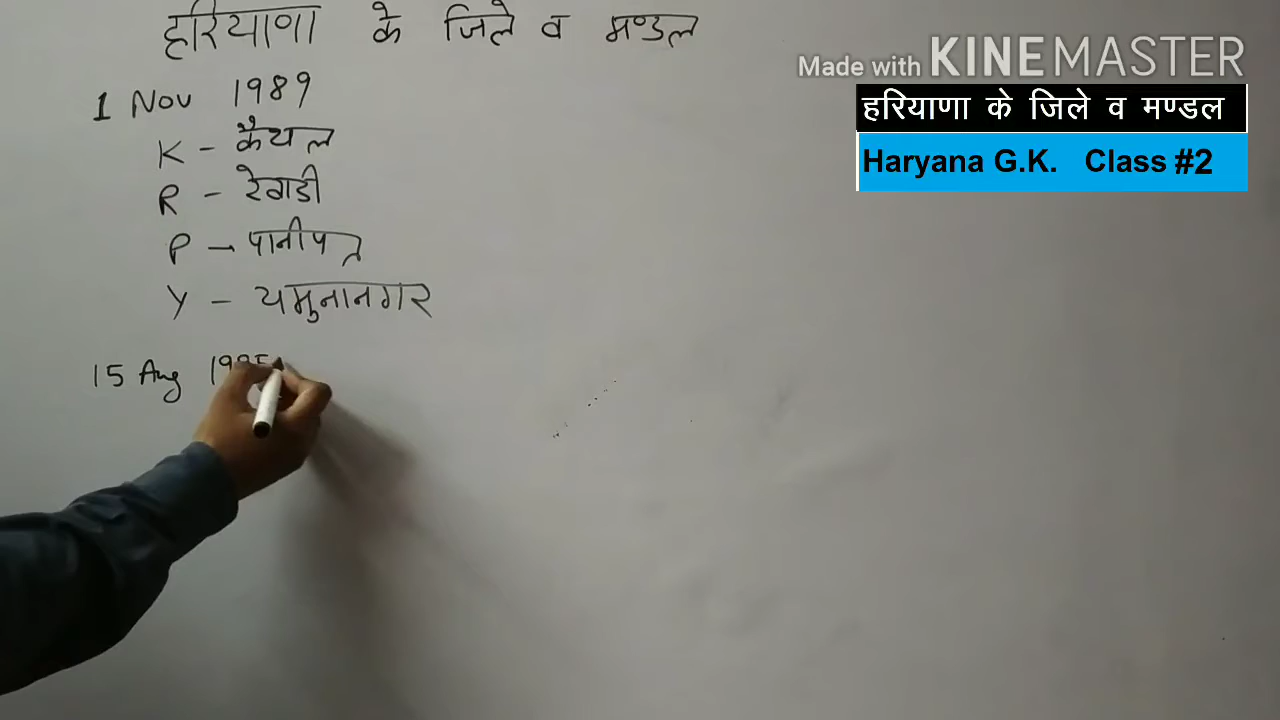 हरियाणा के जिले व मण्डल
1 Nov 1989
K - कैथल
R - रेवाडी
P - पानीपत
Y - यमुनानगर
15 Aug 1995
Made with KINEMASTER
हरियाणा के जिले व मण्डल
Haryana G.K. Class #2